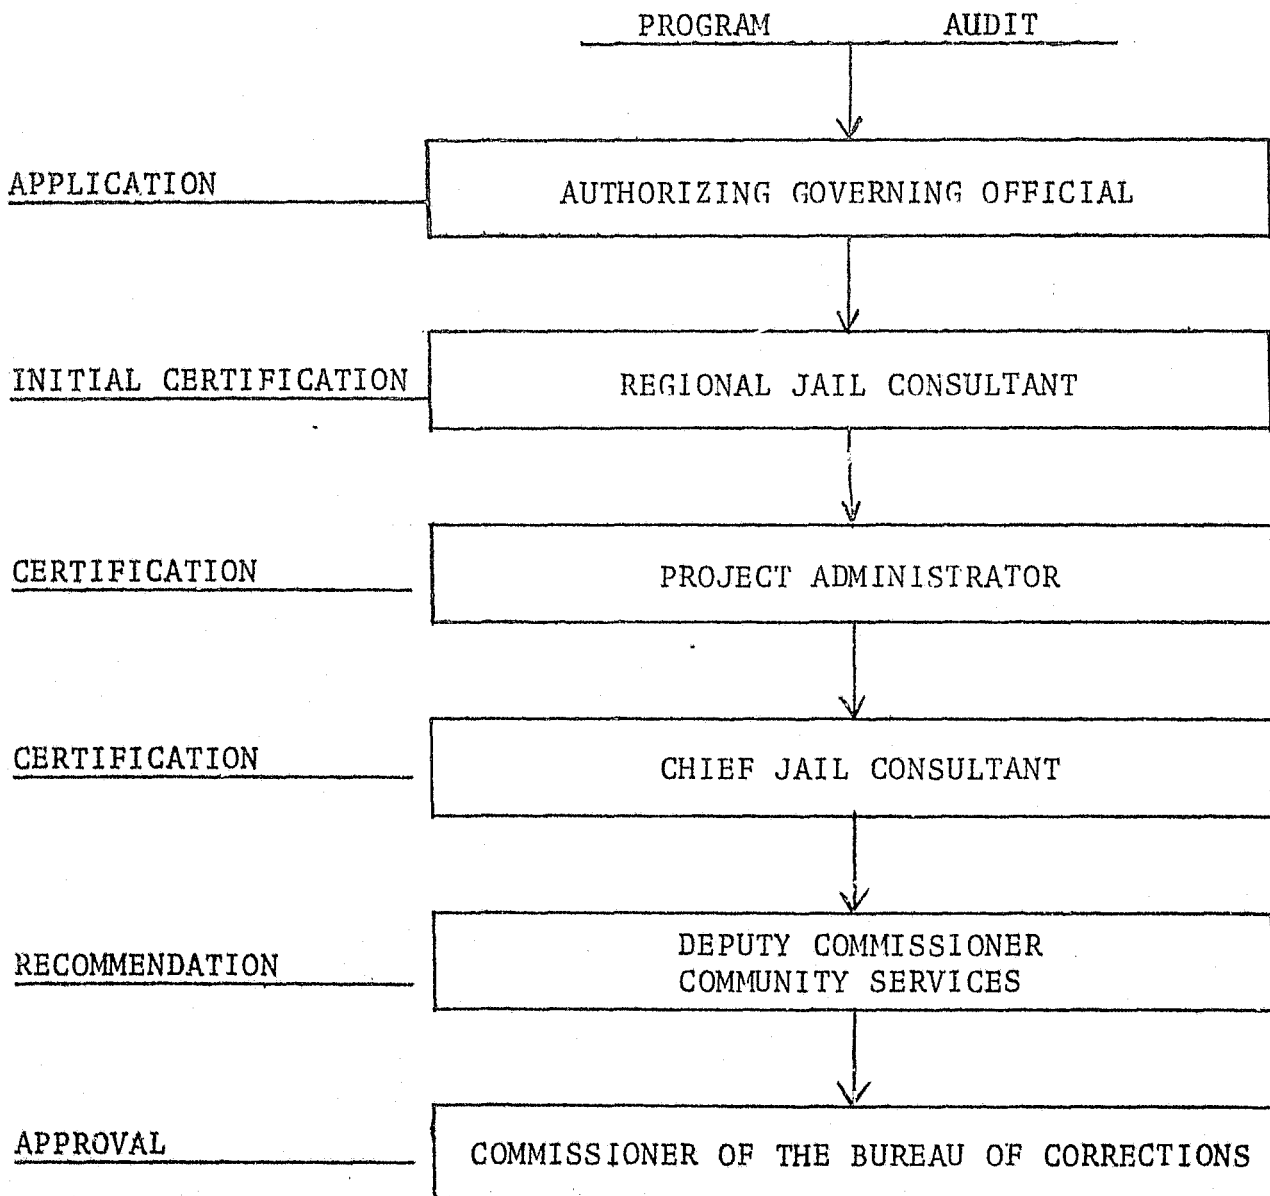 PROGRAM AUDIT
APPLICATION
AUTHORIZING GOVERNING OFFICIAL
INITIAL CERTIFICATION
REGIONAL JAIL CONSULTANT
CERTIFICATION
PROJECT ADMINISTRATOR
CERTIFICATION
CHIEF JAIL CONSULTANT
RECOMMENDATION
DEPUTY COMMISSIONER
COMMUNITY SERVICES
APPROVAL
COMMISSIONER OF THE BUREAU OF CORRECTIONS